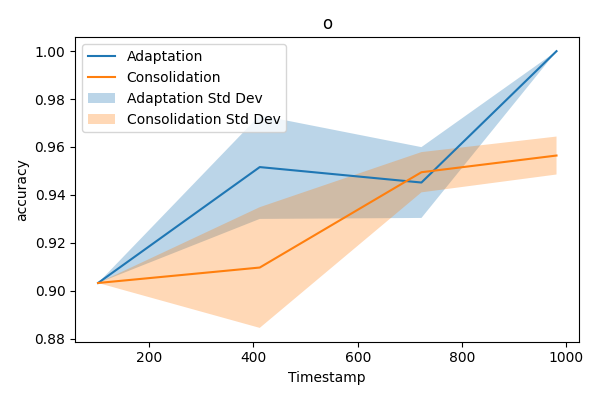 o
Adaptation
Consolidation
Adaptation Std Dev
Consolidation Std Dev
1.00
0.98
0.96
0.94
0.92
0.90
0.88
accuracy
200 400 600 800 1000
Timestamp